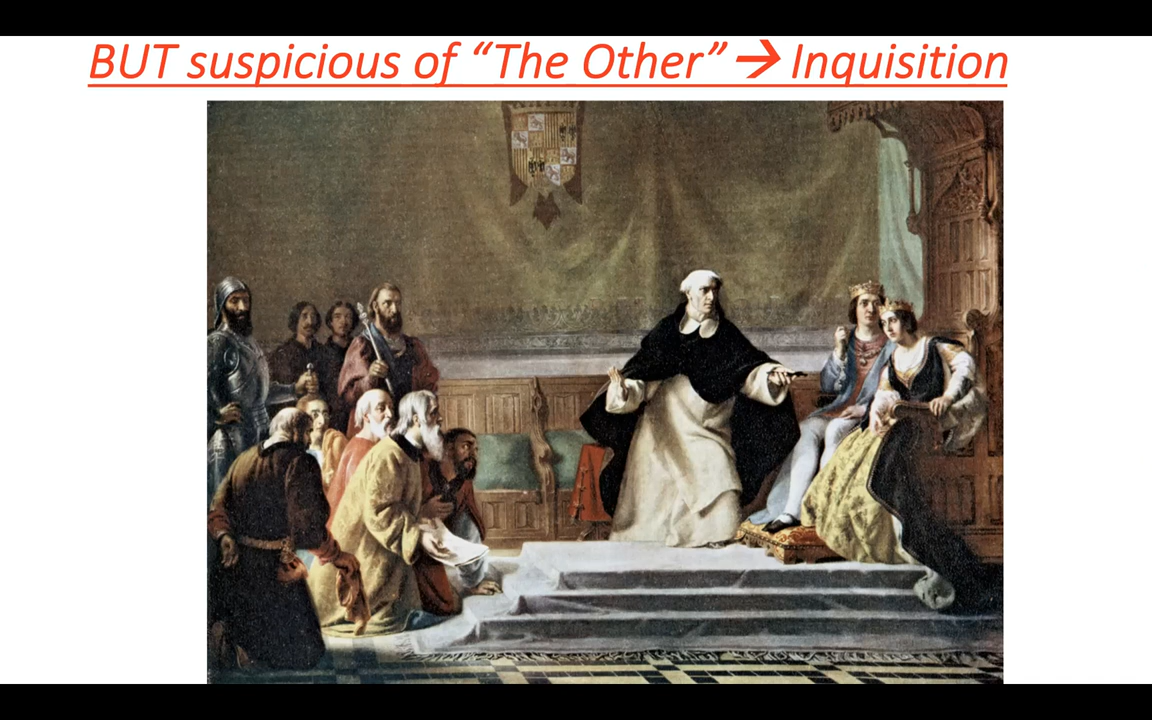 BUT suspicious of “The Other” → Inquisition